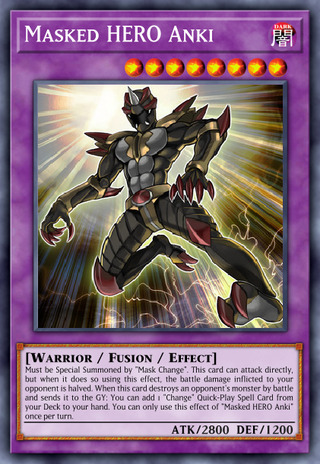 Masked HERO Anki
DARK
闇
[Warrior / Fusion / Effect]
Must be Special Summoned by "Mask Change". This card can attack directly,
but when it does so using this effect, the battle damage inflicted to your
opponent is halved. When this card destroys an opponent's monster by battle
and sends it to the GY: You can add 1 "Change" Quick-Play Spell Card from
your Deck to your hand. You can only use this effect of "Masked HERO Anki"
once per turn.
ATK/2800 DEF/1200